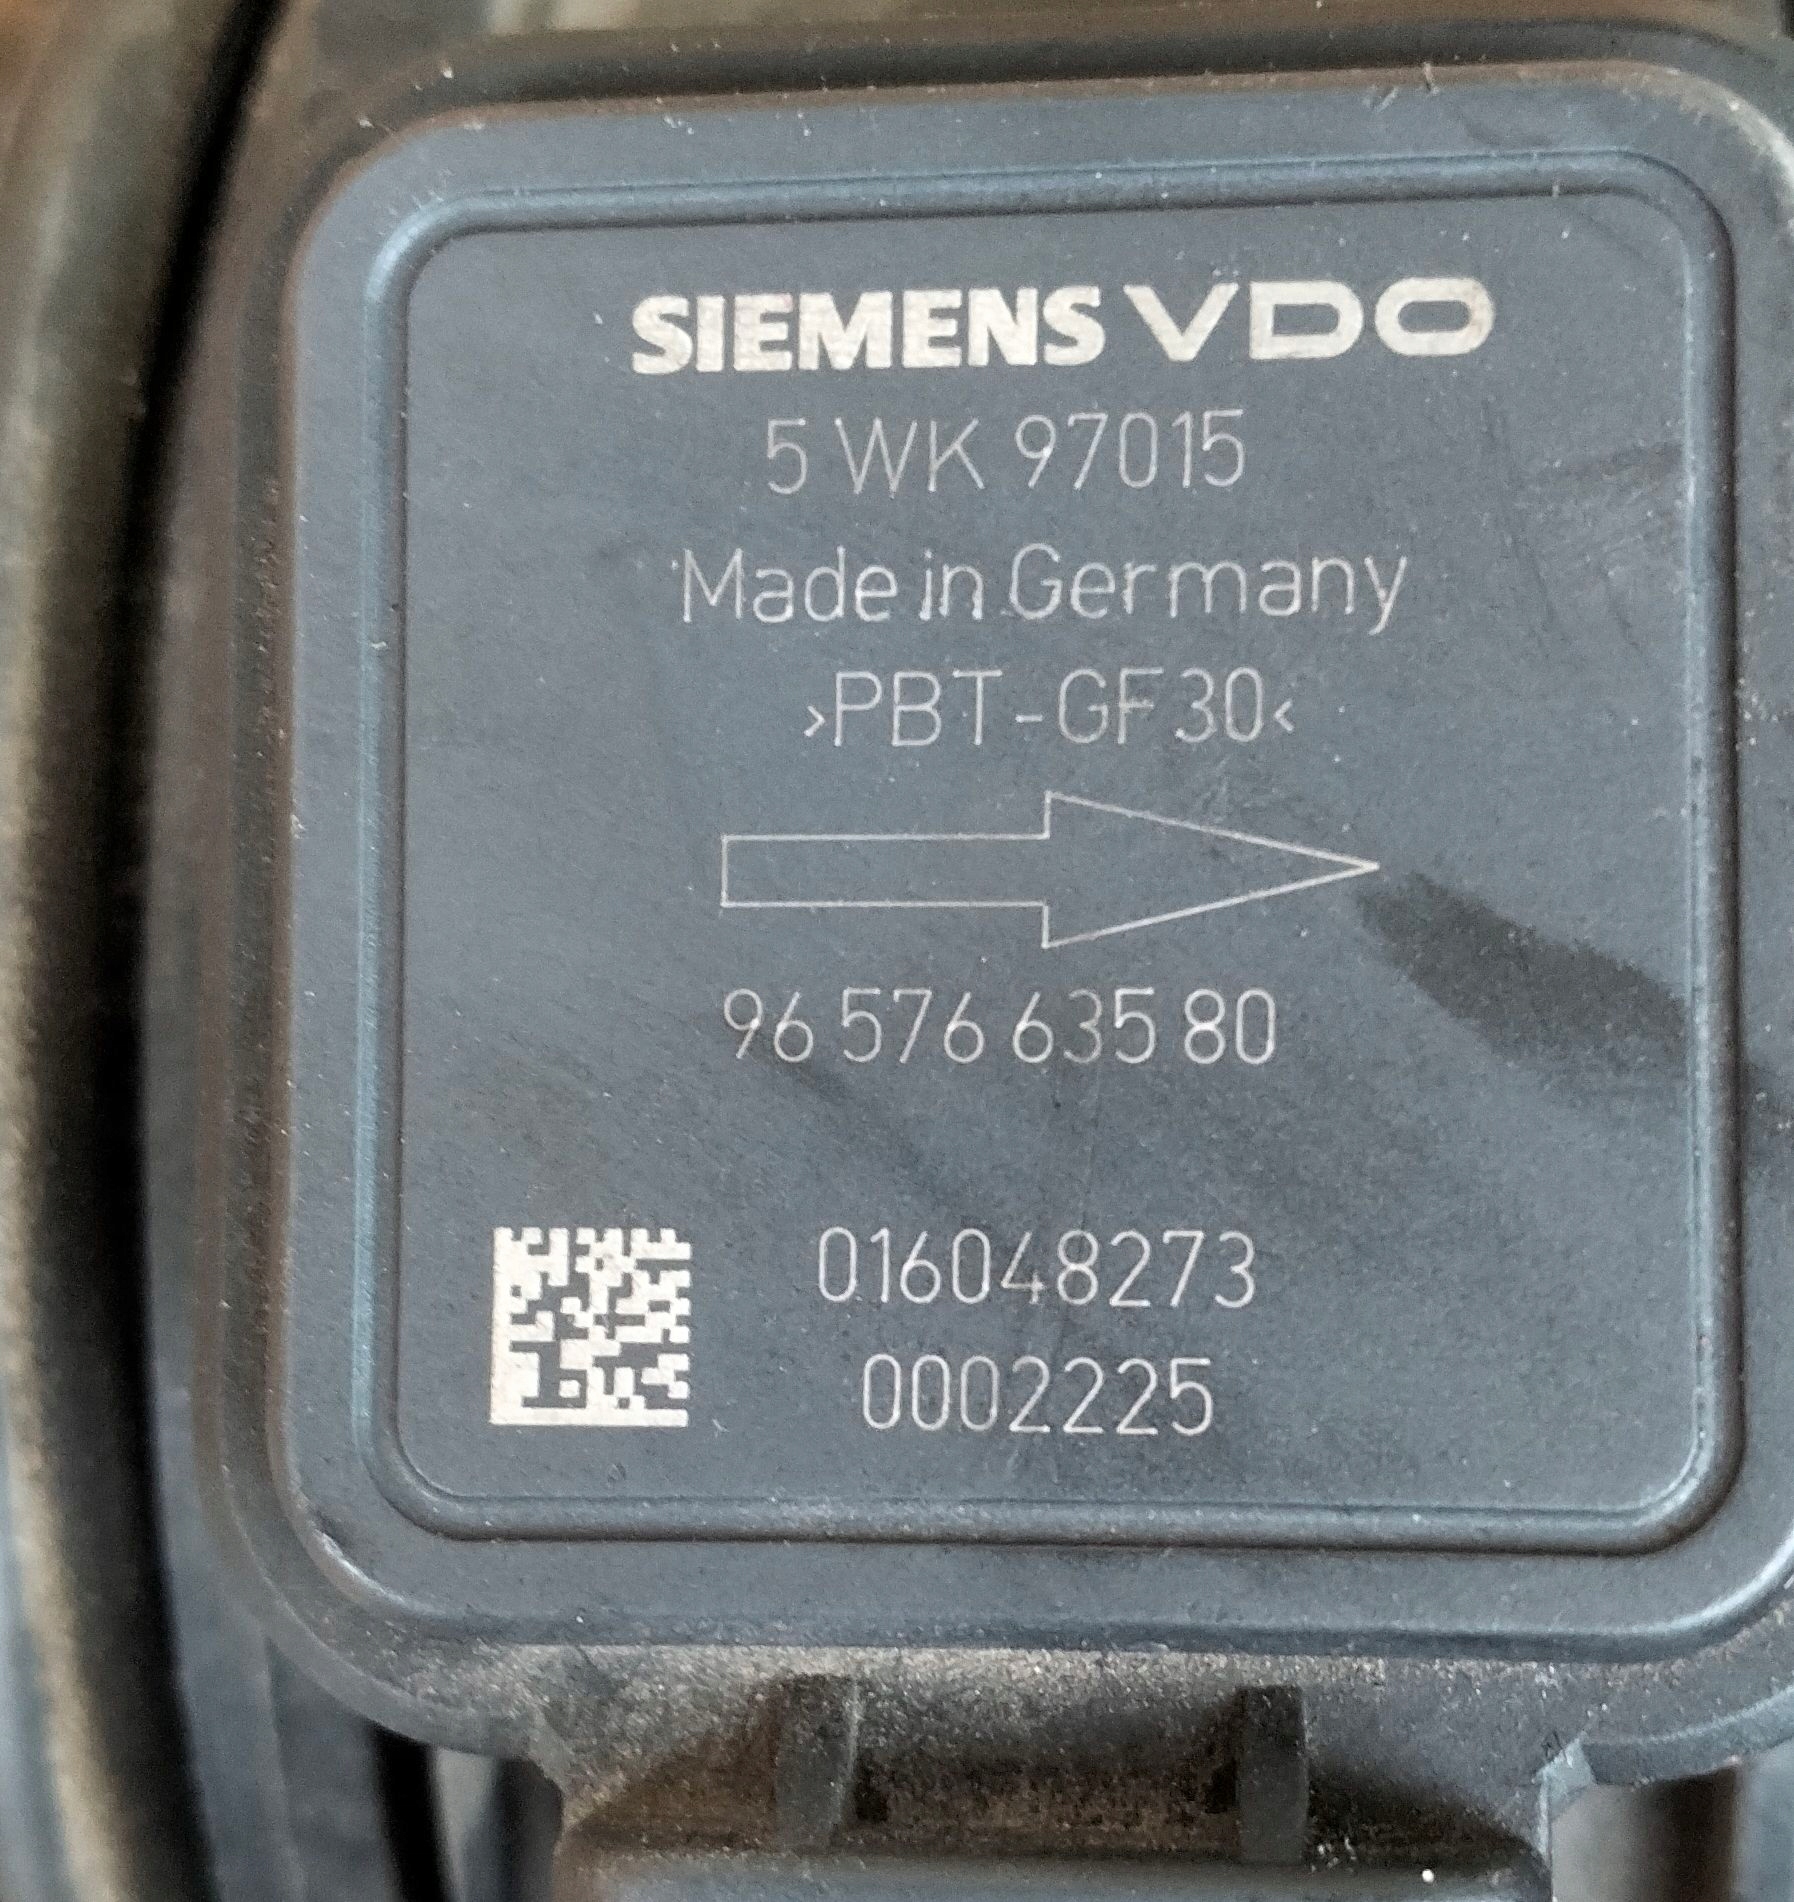 SIEMENS VDO
5 WK 97015
Made in Germany
>PBT-GF30<
96 576 635 80
016048273
0002225